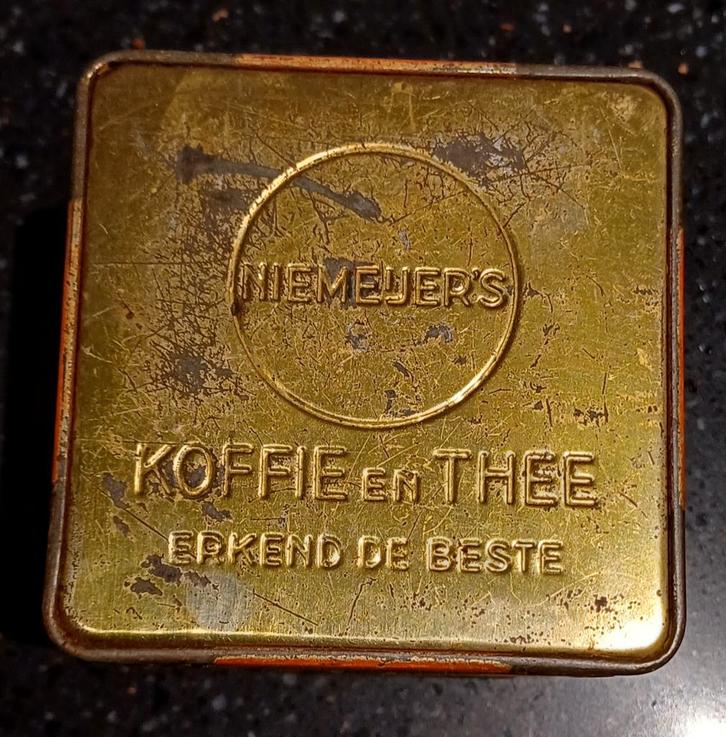 NIEMEIJER'S
KOFFIE EN THEE
ERKEND DE BESTE